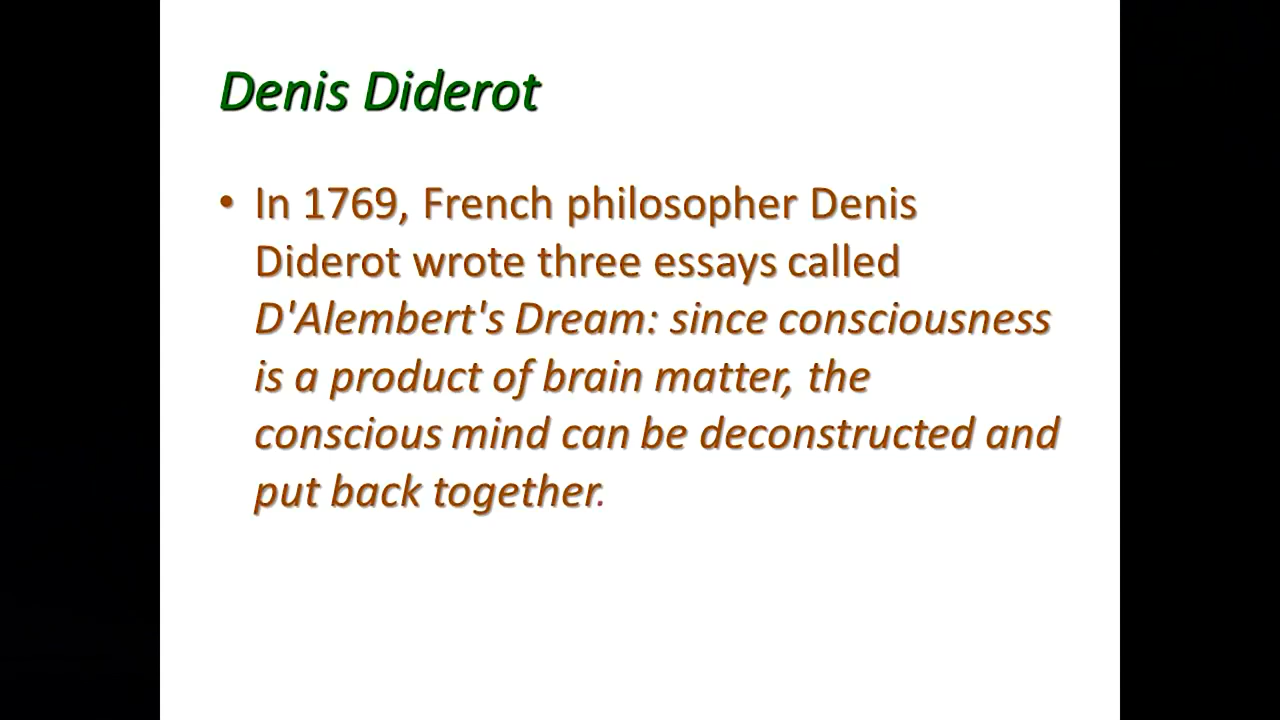 Denis Diderot
• In 1769, French philosopher Denis
Diderot wrote three essays called
D'Alembert's Dream: since consciousness
is a product of brain matter, the
conscious mind can be deconstructed and
put back together.